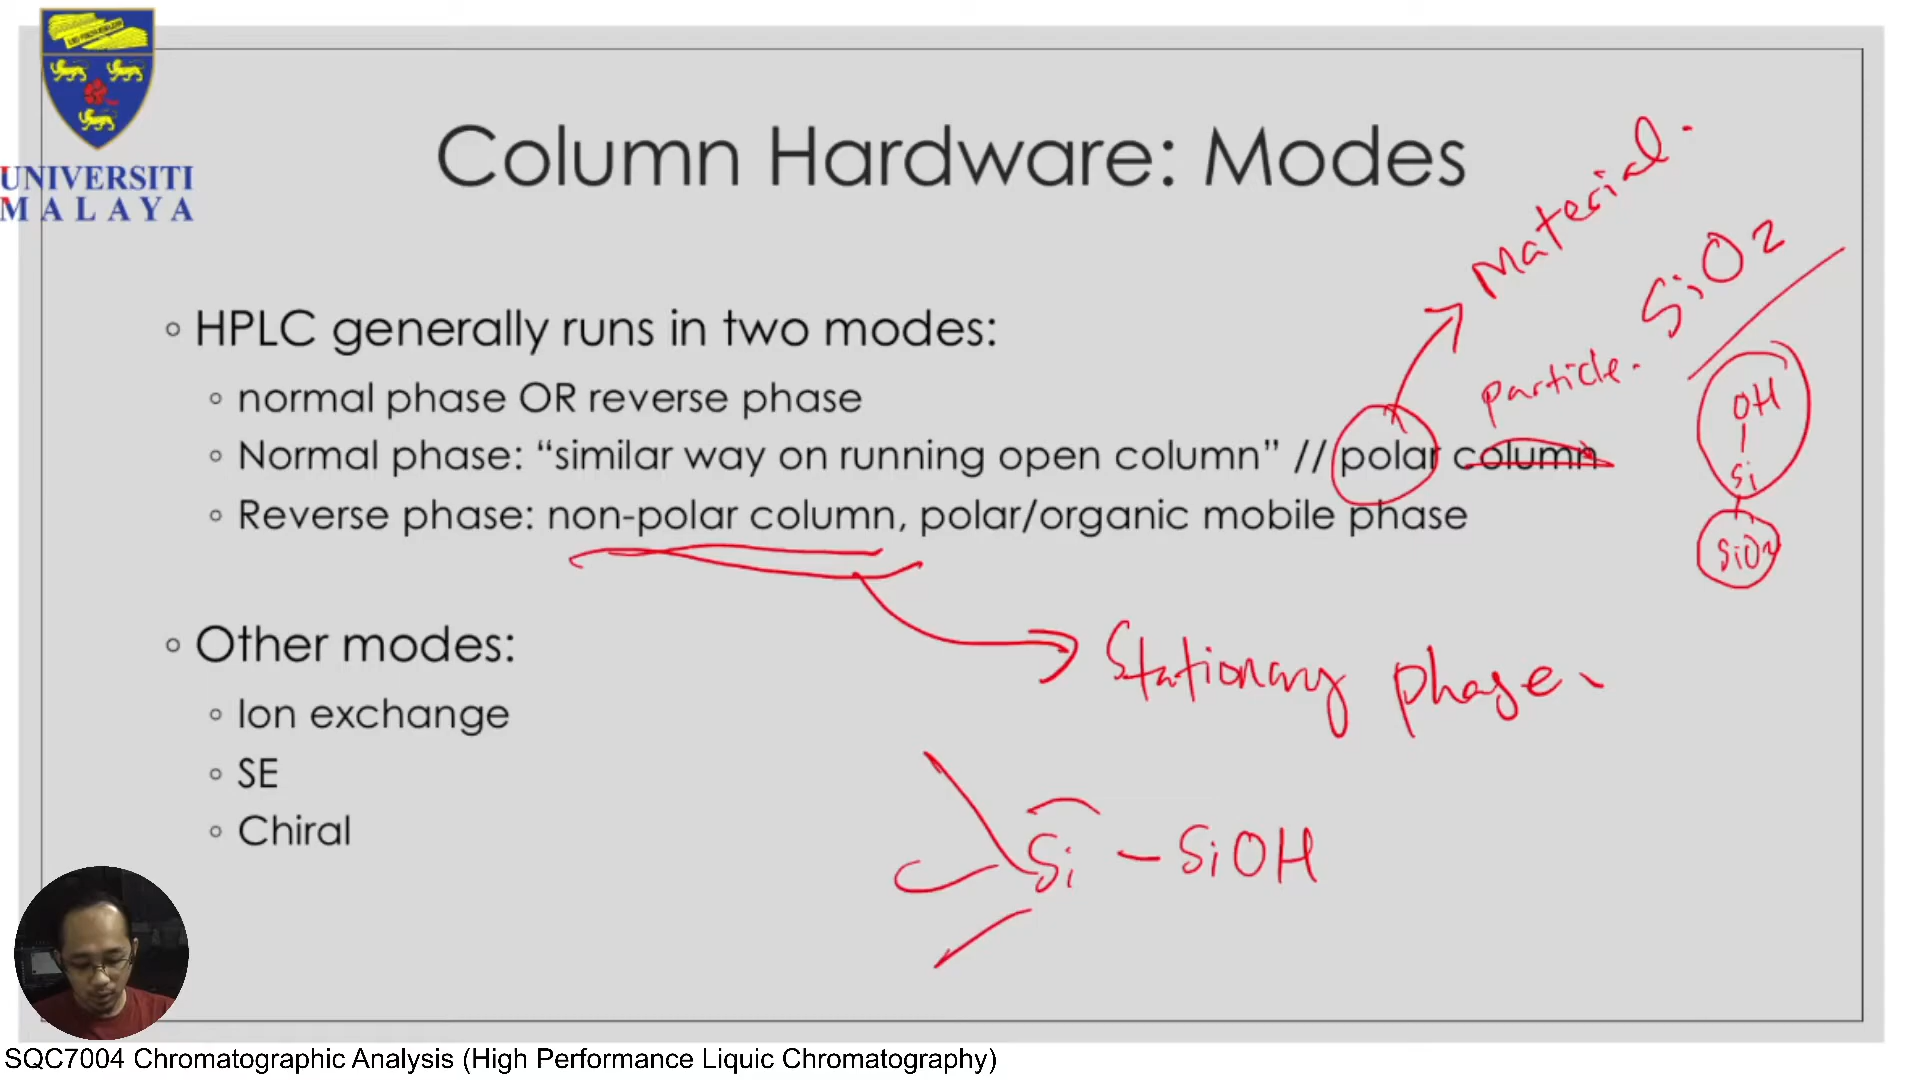 UNIVERSITI
MALAYA
Column Hardware: Modes
Material.
SiO2
◦ HPLC generally runs in two modes:
particle.
OH
◦ normal phase OR reverse phase
◦ Normal phase: “similar way on running open column” // polar column
Si
◦ Reverse phase: non-polar column, polar/organic mobile phase
SiO2
◦ Other modes:
Stationary phase
◦ Ion exchange
◦ SE
◦ Chiral
Si – SiOH
SQC7004 Chromatographic Analysis (High Performance Liquic Chromatography)